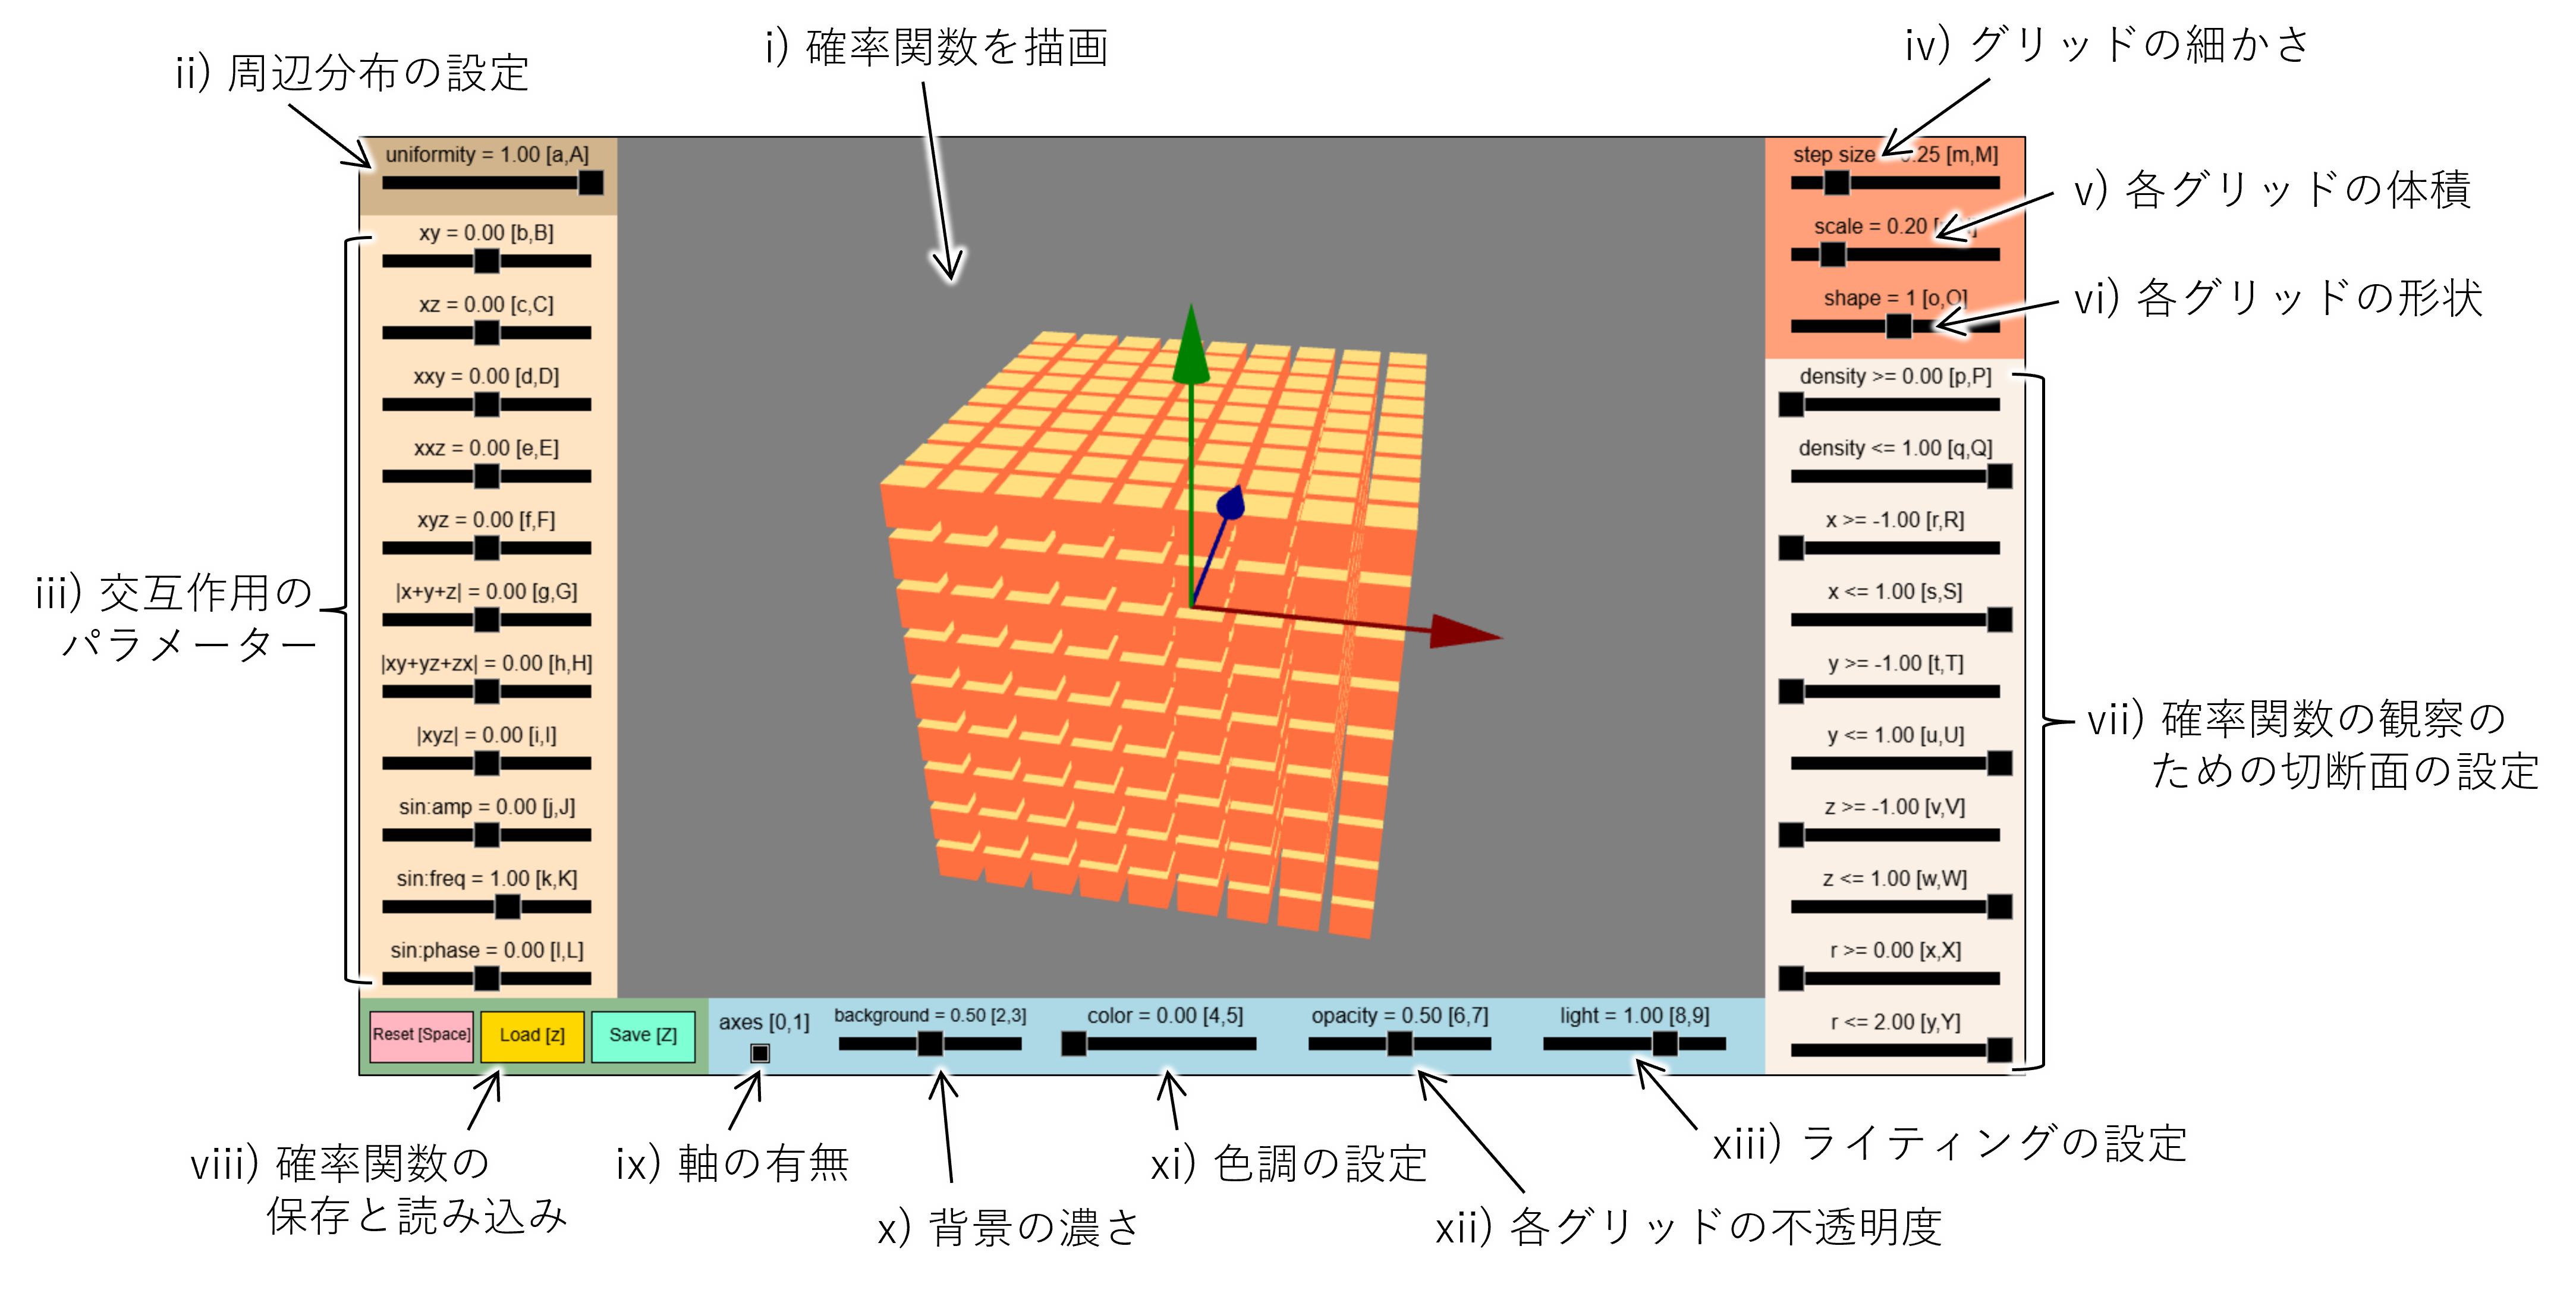 i) 確率関数を描画
ii) 周辺分布の設定
iv) グリッドの細かさ
uniformity = 1.00 [a,A]
xy = 0.00 [b,B]
xz = 0.00 [c,C]
xxy = 0.00 [d,D]
xxz = 0.00 [e,E]
xyz = 0.00 [f,F]
|x+y+z| = 0.00 [g,G]
|xy+yz+zx| = 0.00 [h,H]
|xyz| = 0.00 [i,I]
sin:amp = 0.00 [j,J]
sin:freq = 1.00 [k,K]
sin:phase = 0.00 [l,L]
iii) 交互作用の
パラメーター
step size .25 [m,M]
scale = 0.20
shape = 1 [o,O]
v) 各グリッドの体積
vi) 各グリッドの形状
density >= 0.00 [p,P]
density <= 1.00 [q,Q]
x >= -1.00 [r,R]
x <= 1.00 [s,S]
y >= -1.00 [t,T]
y <= 1.00 [u,U]
z >= -1.00 [v,V]
z <= 1.00 [w,W]
r >= 0.00 [x,X]
r <= 2.00 [y,Y]
vii) 確率関数の観察の
ための切断面の設定
Reset [Space]
Load [z]
Save [Z]
axes [0,1]
background = 0.50 [2,3]
color = 0.00 [4,5]
opacity = 0.50 [6,7]
light = 1.00 [8,9]
viii) 確率関数の
保存と読み込み
ix) 軸の有無
x) 背景の濃さ
xi) 色調の設定
xii) 各グリッドの不透明度
xiii) ライティングの設定